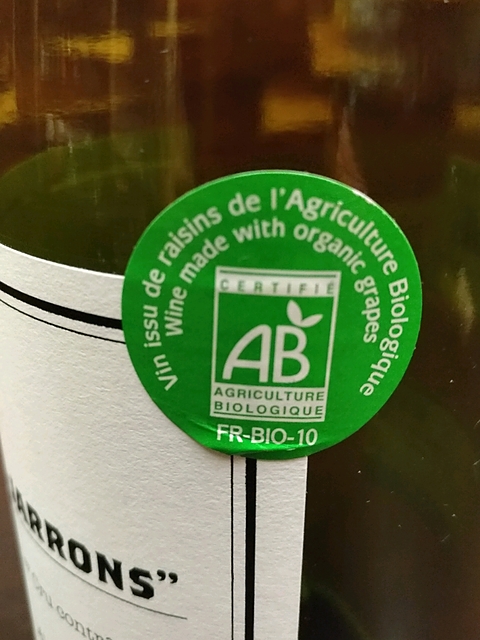 Vin issu de raisins de l'Agriculture Biologique
Wine made with organic grapes
CERTIFIÉ
AB
AGRICULTURE
BIOLOGIQUE
FR-BIO-10
ARRONS”